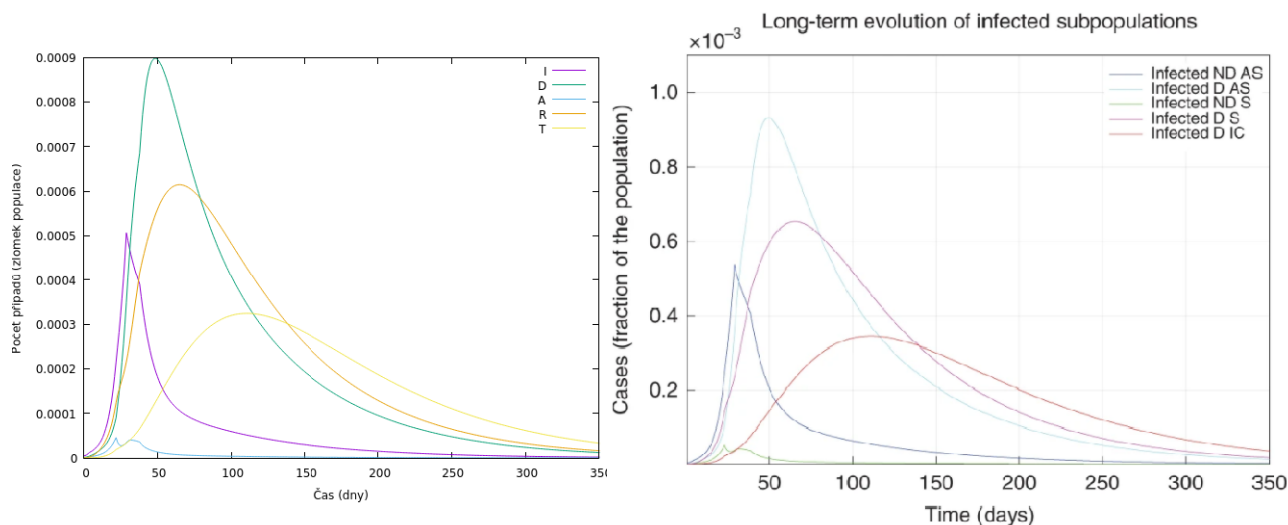 0.0009
0.0008
0.0007
0.0006
0.0005
0.0004
0.0003
0.0002
0.0001
0
Počet případů (zlomek populace)
I
D
A
R
T
0 50 100 150 200 250 300 350
Čas (dny)
Long-term evolution of infected subpopulations
×10⁻³
1.0
0.8
0.6
0.4
0.2
Cases (fraction of the population)
Infected ND AS
Infected D AS
Infected ND S
Infected D S
Infected D IC
50 100 150 200 250 300 350
Time (days)